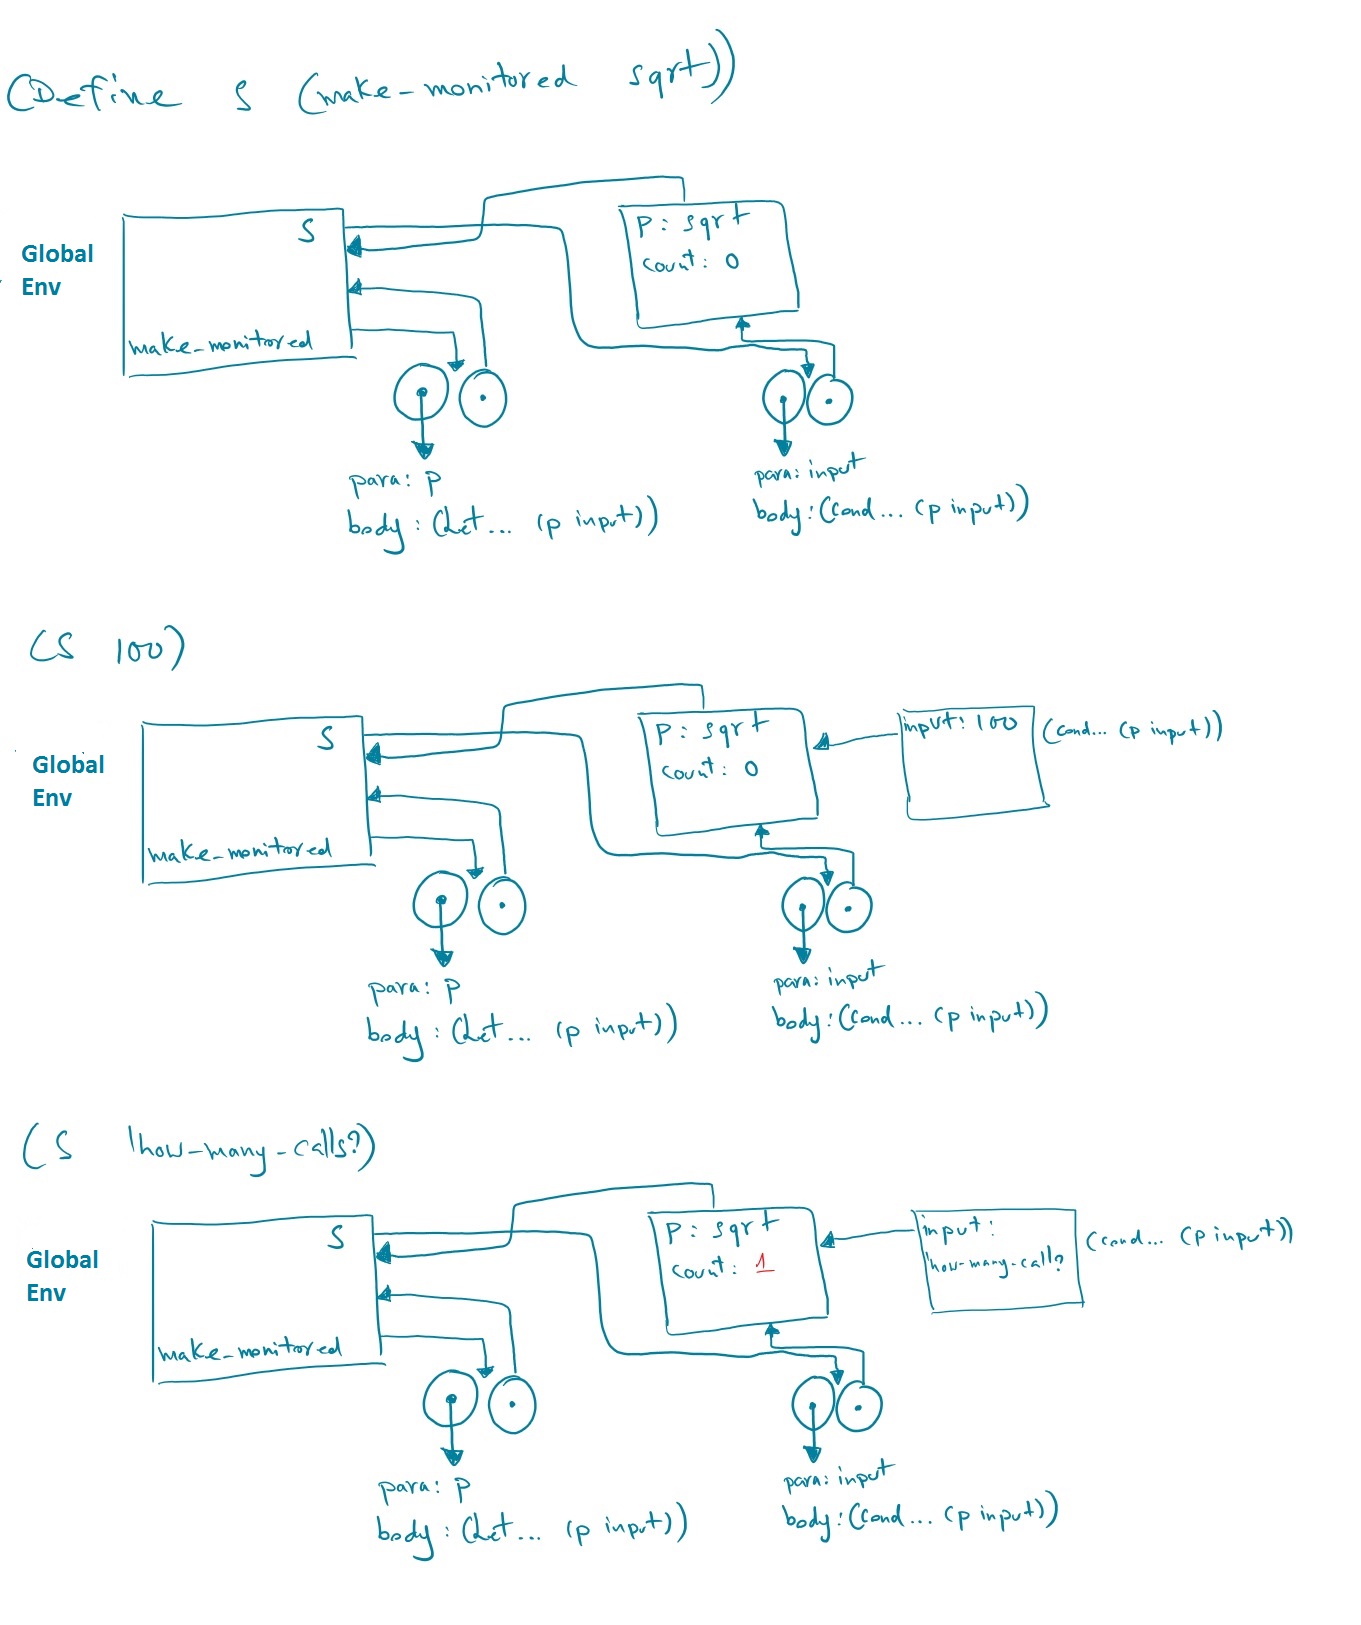 (Define S (make-monitored sqrt))
S
Global
Env
make-monitored
P: sqrt
count: 0
para: p
body: (Let... (p input))
para: input
body: (cond... (p input))
(S 100)
S
Global
Env
make-monitored
P: sqrt
count: 0
input: 100
(cond... (p input))
para: p
body: (Let... (p input))
para: input
body: (cond... (p input))
(S 'how-many-calls?)
S
Global
Env
make-monitored
P: sqrt
count: 1
input:
'how-many-call?
(cond... (p input))
para: p
body: (Let... (p input))
para: input
body: (cond... (p input))